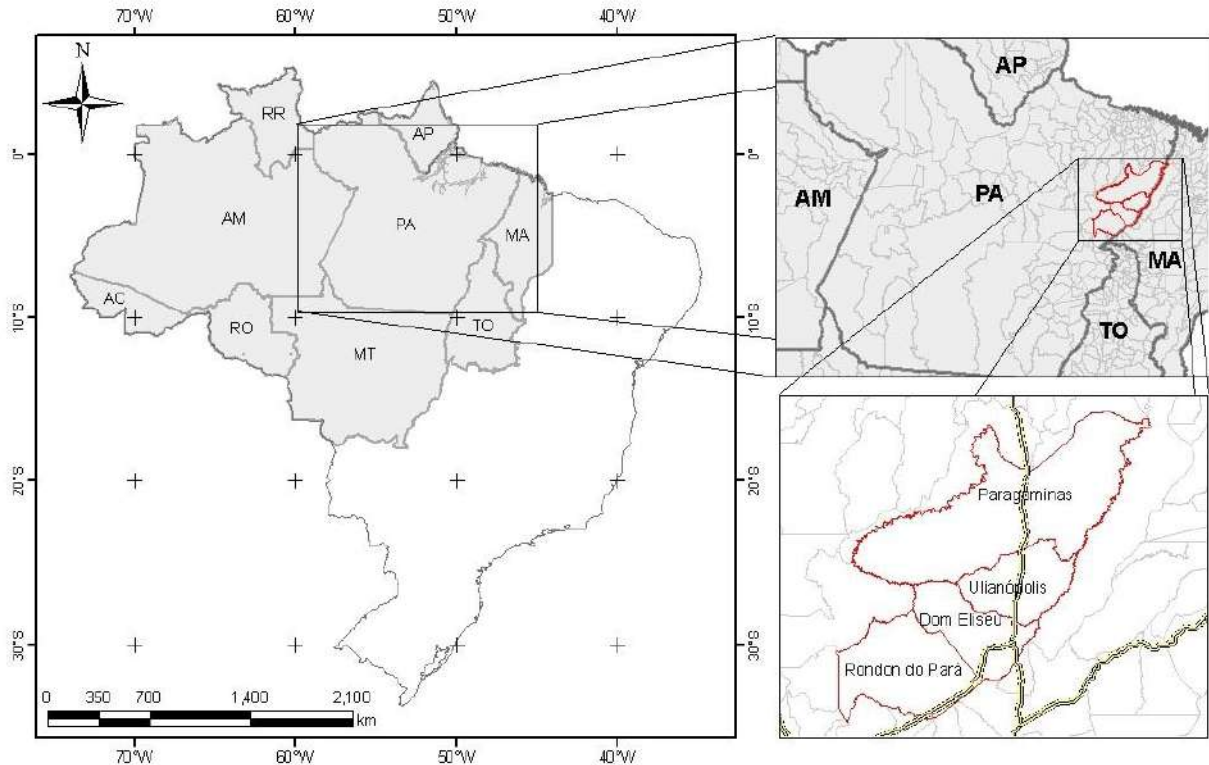 70°W 60°W 50°W 40°W
N
RR
AP
0° 0°
AM
PA
MA
AC
RO
TO
MT
10°S 10°S
20°S 20°S
30°S 30°S
0 350 700 1,400 2,100
km
70°W 60°W 50°W 40°W
AP
AM
PA
MA
TO
Paragominas
Ulianópolis
Dom Eliseu
Rondon do Pará